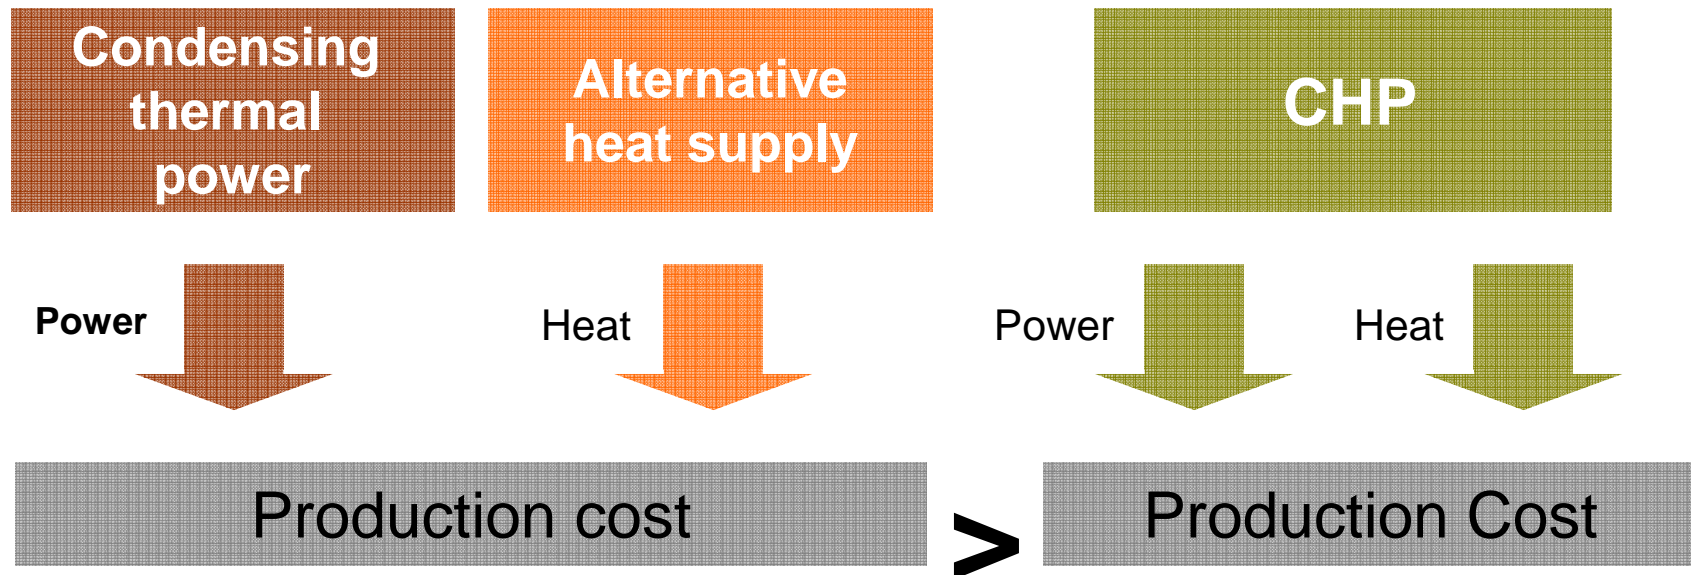 Condensing
thermal
power
Alternative
heat supply
CHP
Power
Heat
Power
Heat
Production cost
>
Production Cost